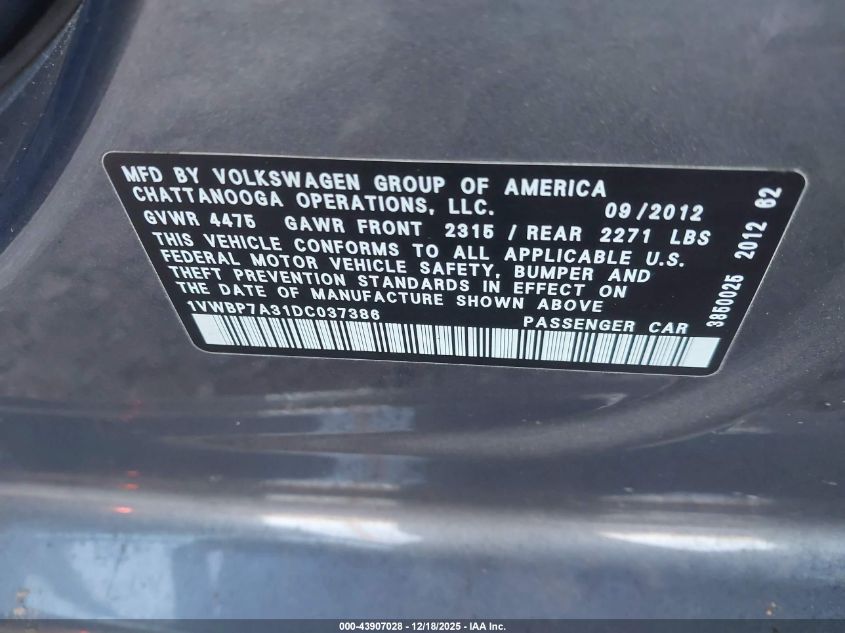 MFD BY VOLKSWAGEN GROUP OF AMERICA
CHATTANOOGA OPERATIONS, LLC. 09/2012
GVWR 4475 GAWR FRONT 2315 / REAR 2271 LBS
THIS VEHICLE CONFORMS TO ALL APPLICABLE U.S.
FEDERAL MOTOR VEHICLE SAFETY, BUMPER AND
THEFT PREVENTION STANDARDS IN EFFECT ON
THE DATE OF MANUFACTURE SHOWN ABOVE
1VWBP7A31DC037386 PASSENGER CAR
3860025 2012 62
000-43907028 - 12/18/2025 - IAA Inc.